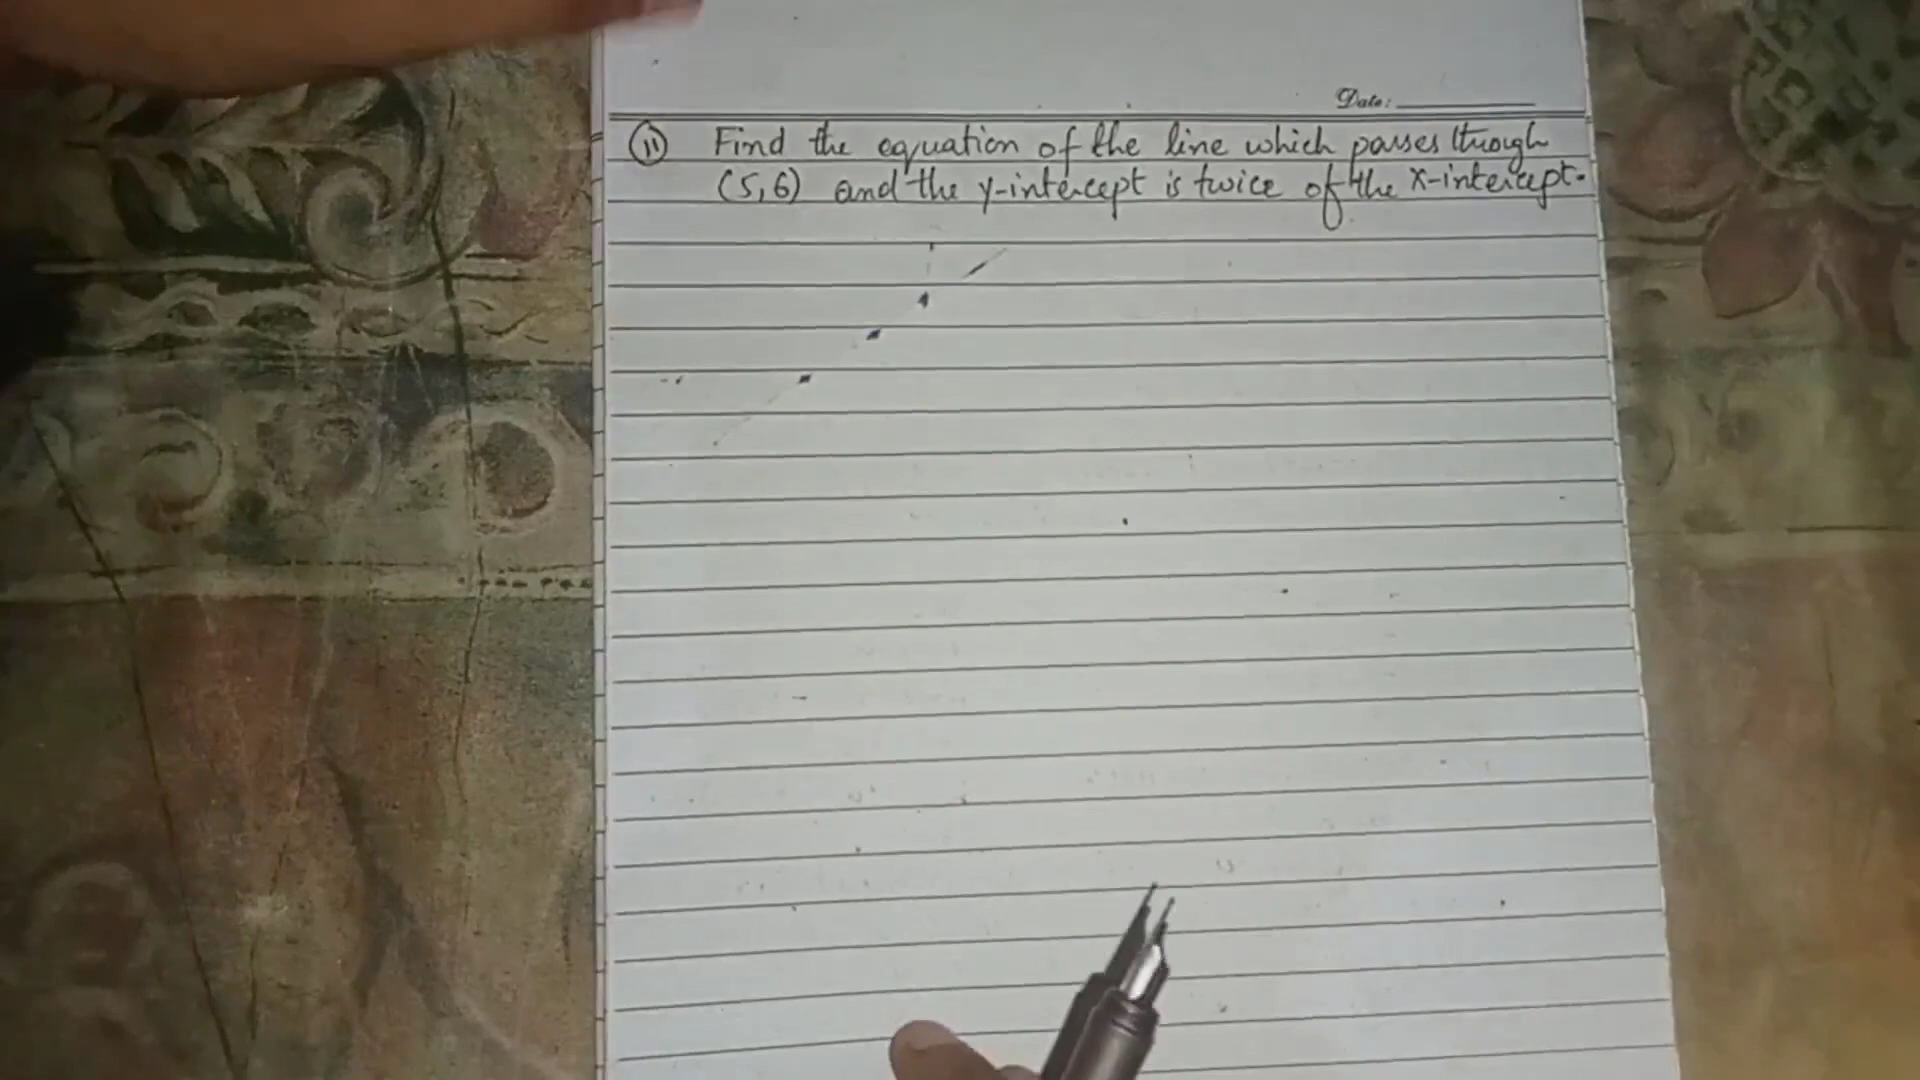 Date:
11 Find the equation of the line which passes through
(5,6) and the y-intercept is twice of the x-intercept.